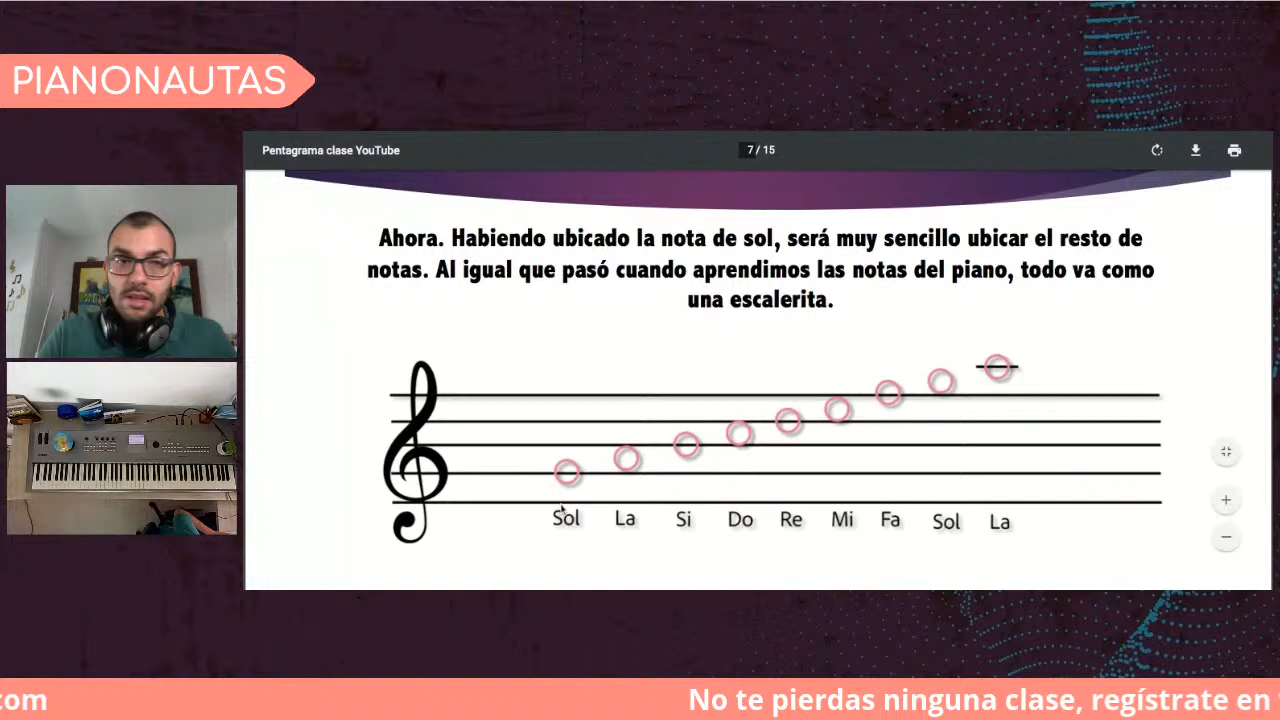 PIANONAUTAS
Pentagrama clase YouTube
7 / 15
Ahora. Habiendo ubicado la nota de sol, será muy sencillo ubicar el resto de
notas. Al igual que pasó cuando aprendimos las notas del piano, todo va como
una escalerita.
Sol La Si Do Re Mi Fa Sol La
com No te pierdas ninguna clase, regístrate en